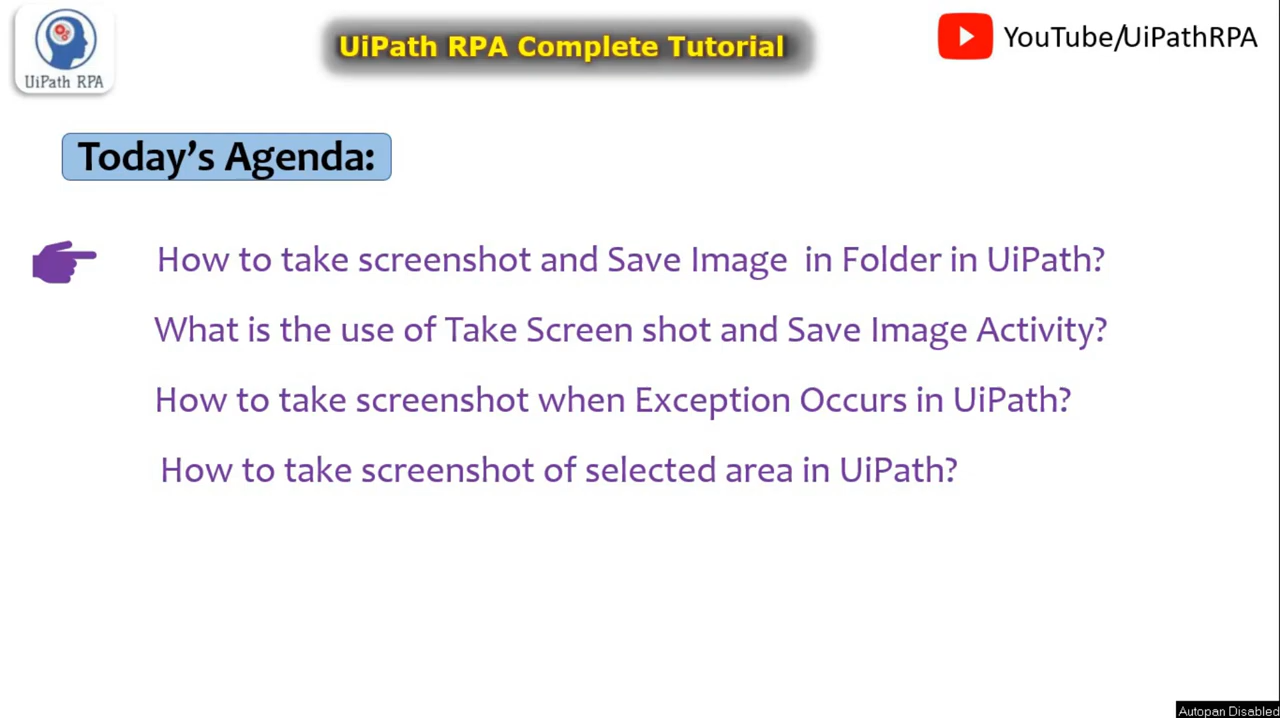 UiPath RPA
UiPath RPA Complete Tutorial
YouTube/UiPathRPA
Today's Agenda:
How to take screenshot and Save Image in Folder in UiPath?
What is the use of Take Screen shot and Save Image Activity?
How to take screenshot when Exception Occurs in UiPath?
How to take screenshot of selected area in UiPath?
Autopan Disabled